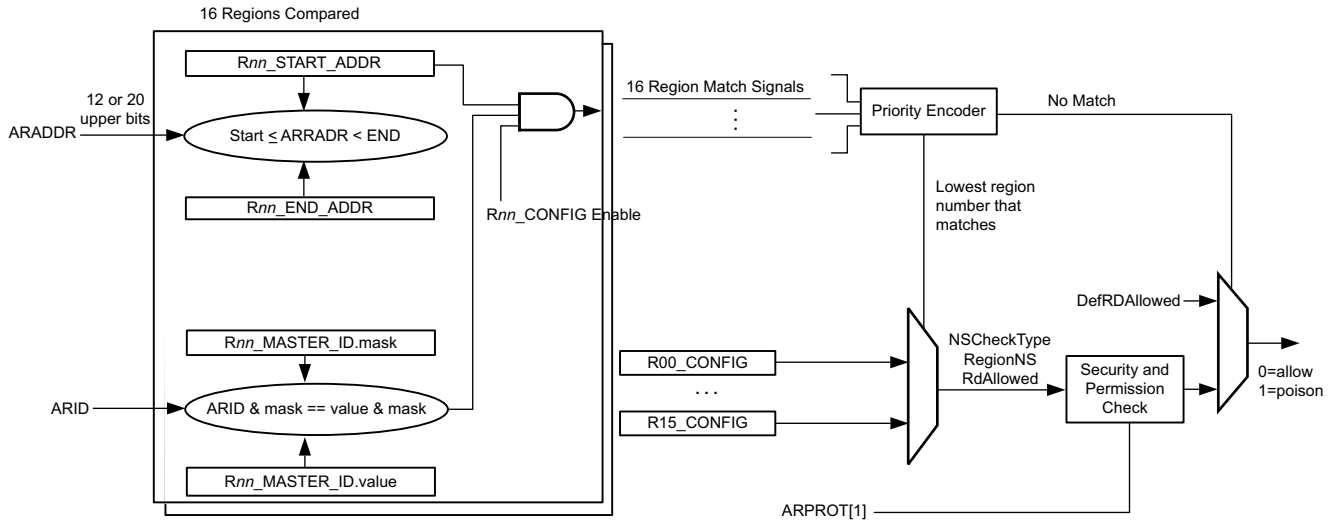 16 Regions Compared
Rnn_START_ADDR
12 or 20
upper bits
ARADDR
Start ≤ ARRADR < END
Rnn_END_ADDR
Rnn_CONFIG Enable
16 Region Match Signals
Priority Encoder
No Match
Lowest region
number that
matches
DefRDAllowed
Rnn_MASTER_ID.mask
ARID
ARID & mask == value & mask
Rnn_MASTER_ID.value
R00_CONFIG
...
R15_CONFIG
NSCheckType
RegionNS
RdAllowed
Security and
Permission
Check
0=allow
1=poison
ARPROT[1]